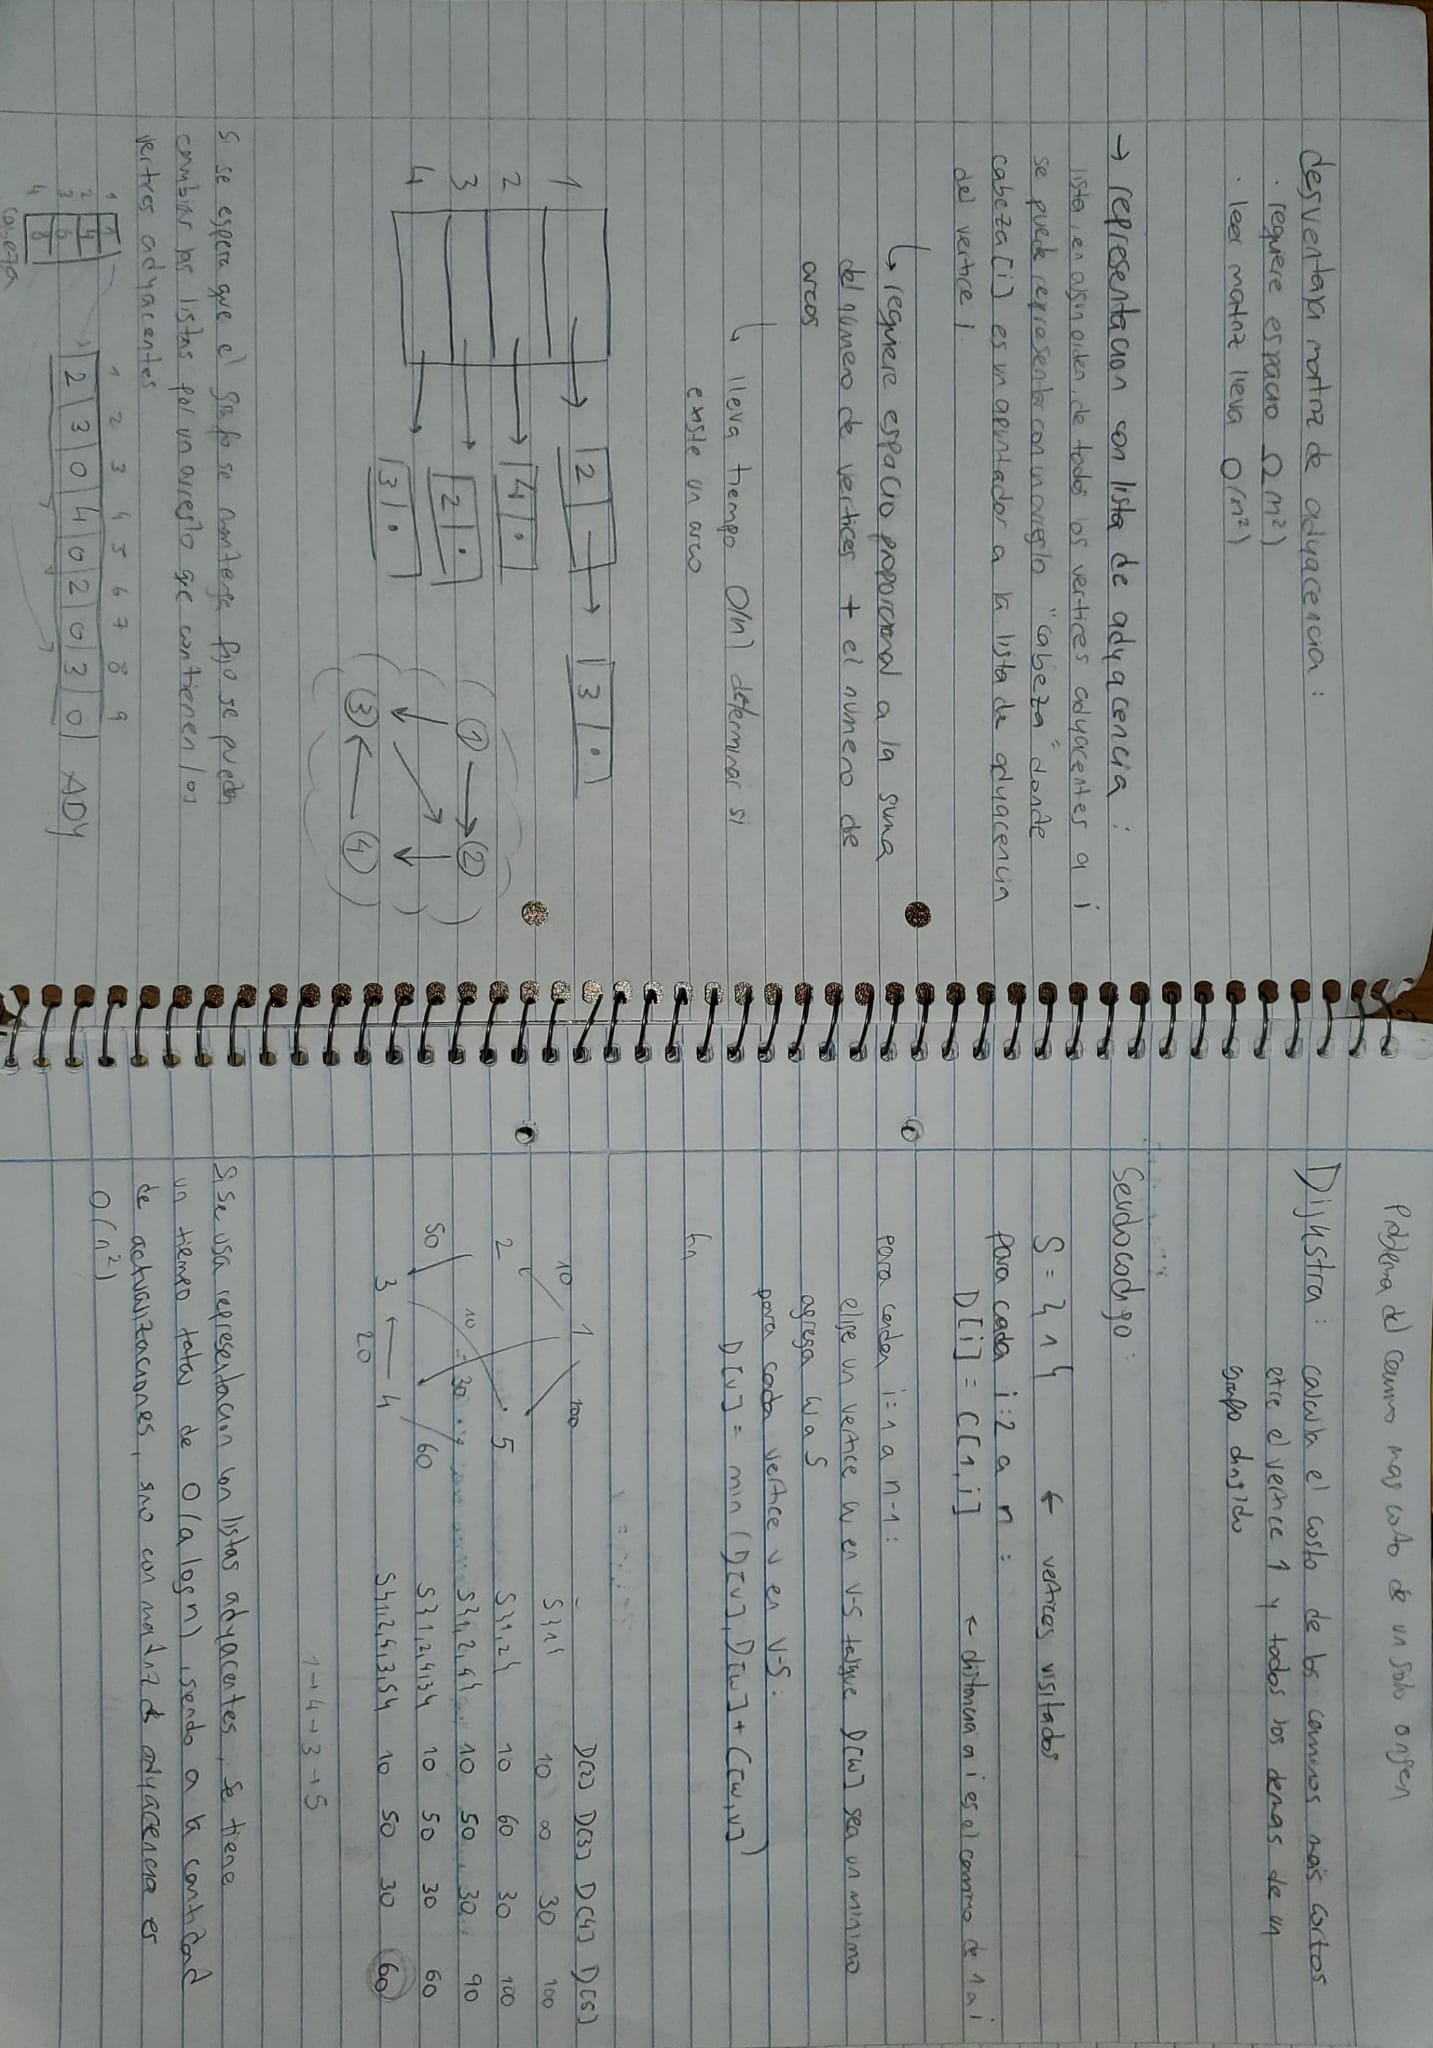 desventaja matriz de adyacencia:
· requiere espacio Ω n²)
· leer matriz lleva O(n²)
→ representacion con lista de adyacencia:
lista, en algun orden, de todos los vertices adyacentes a i
se puede representar con un arreglo "cabeza" donde
cabeza[i] es un apuntador a la lista de adyacencia
del vertice i
↳ requiere espacio proporcional a la suma
del numero de vertices + el numero de
arcos
↳ lleva tiempo O(n) determinar si
existe un arco
1 → 2 → 3 ·
2 → 4 ·
3 → 2 ·
4 → 3 ·
1 → 2
3 ← 4
Si se espera que el grafo se mantenga fijo se pueden
cambiar las listas por un arreglo que contienen los
vertices adyacentes
1 2 3 4 5 6 7 8 9
1 1
2 4
3 6
4 8
2 3 0 4 0 2 0 3 0 ADY
cabeza
Problema del camino mas corto de un solo origen
Dijkstra: calcula el costo de los caminos más cortos
etre el vertice 1 y todos los demas de un
grafo dirigido
Seudocodigo:
S = {1} ← vertices visitados
para cada i:2 a n:
D[i] = C[1,i] ← distancia a i es el camino de 1 a i
para cada i=1 a n-1:
elige un vertice w en V-S talque D[w] sea un minimo
agrega w a S
para cada vertice v en V-S:
D[v] = min(D[v], D[w] + C[w,v])
fin
D[2] D[3] D[4] D[5]
10 1 100
S{1} 10 ∞ 30 100
2 5
S{1,2} 10 60 30 100
10 30
S{1,2,4} 10 50 30 90
50 60
S{1,2,4,3} 10 50 30 60
3 ← 4
20
S{1,2,4,3,5} 10 50 30 60
1→4→3→5
Si se usa representacion con listas adyacentes, se tiene
un tiempo total de O(a logn), siendo a la cantidad
de actualizaciones, sino con matriz de adyacencia es
O(n²)